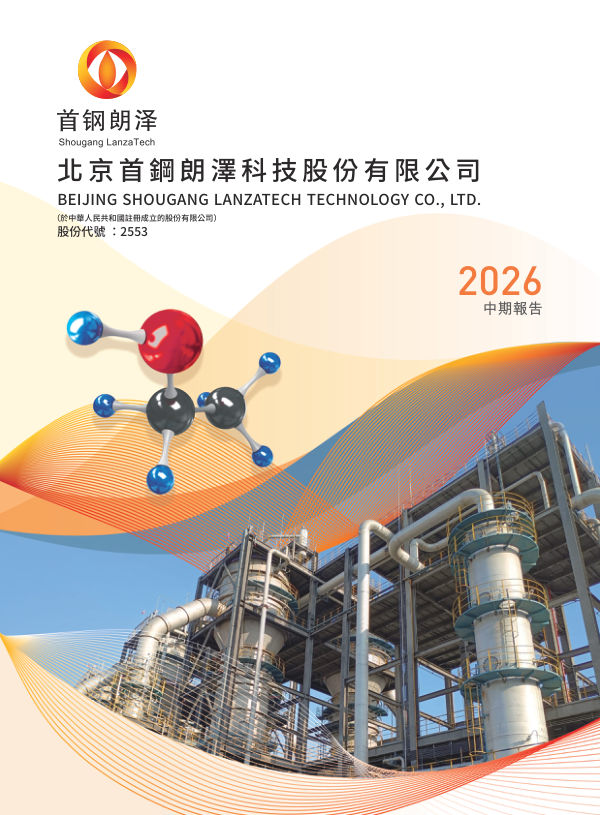 首钢朗泽
Shougang LanzaTech
北京首鋼朗澤科技股份有限公司
BEIJING SHOUGANG LANZATECH TECHNOLOGY CO., LTD.
(於中華人民共和國註冊成立的股份有限公司)
股份代號 ：2553
2026
中期報告